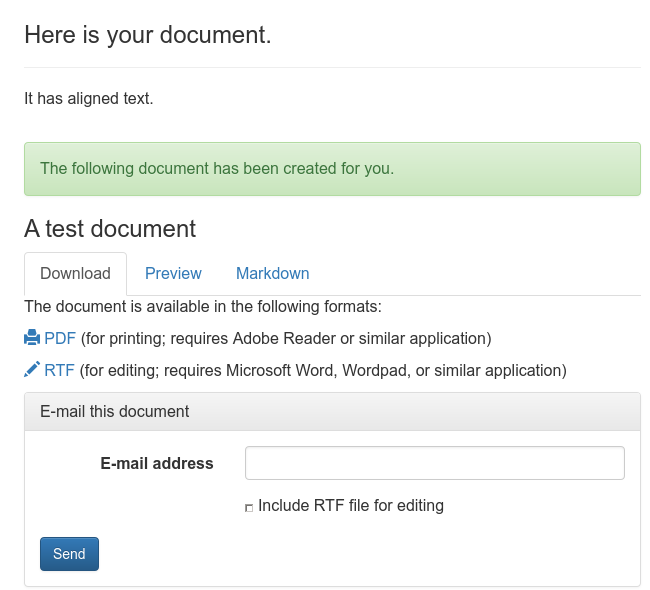 Here is your document.
It has aligned text.
The following document has been created for you.
A test document
Download Preview Markdown
The document is available in the following formats:
PDF (for printing; requires Adobe Reader or similar application)
RTF (for editing; requires Microsoft Word, Wordpad, or similar application)
E-mail this document
E-mail address
Include RTF file for editing
Send